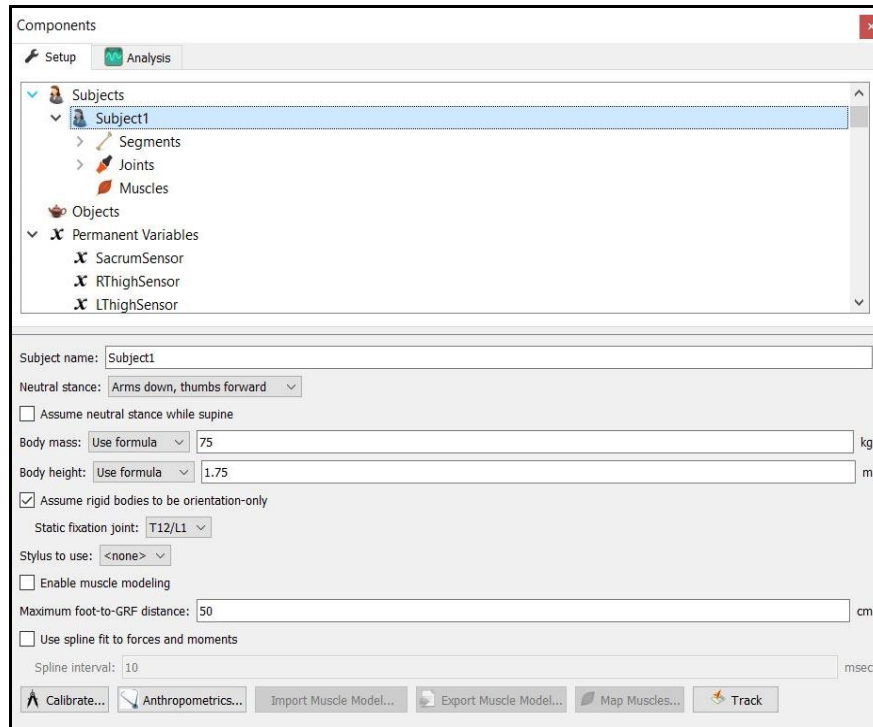 Components
Setup Analysis
Subjects
Subject1
Segments
Joints
Muscles
Objects
x Permanent Variables
x SacrumSensor
x RThighSensor
x LThighSensor
Subject name: Subject1
Neutral stance: Arms down, thumbs forward
Assume neutral stance while supine
Body mass: Use formula 75 kg
Body height: Use formula 1.75 m
Assume rigid bodies to be orientation-only
Static fixation joint: T12/L1
Stylus to use: <none>
Enable muscle modeling
Maximum foot-to-GRF distance: 50 cm
Use spline fit to forces and moments
Spline interval: 10 msec
Calibrate... Anthropometrics... Import Muscle Model... Export Muscle Model... Map Muscles... Track